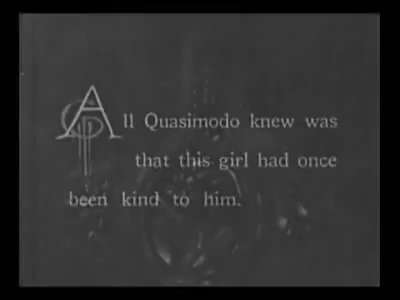 All Quasimodo knew was
that this girl had once
been kind to him.